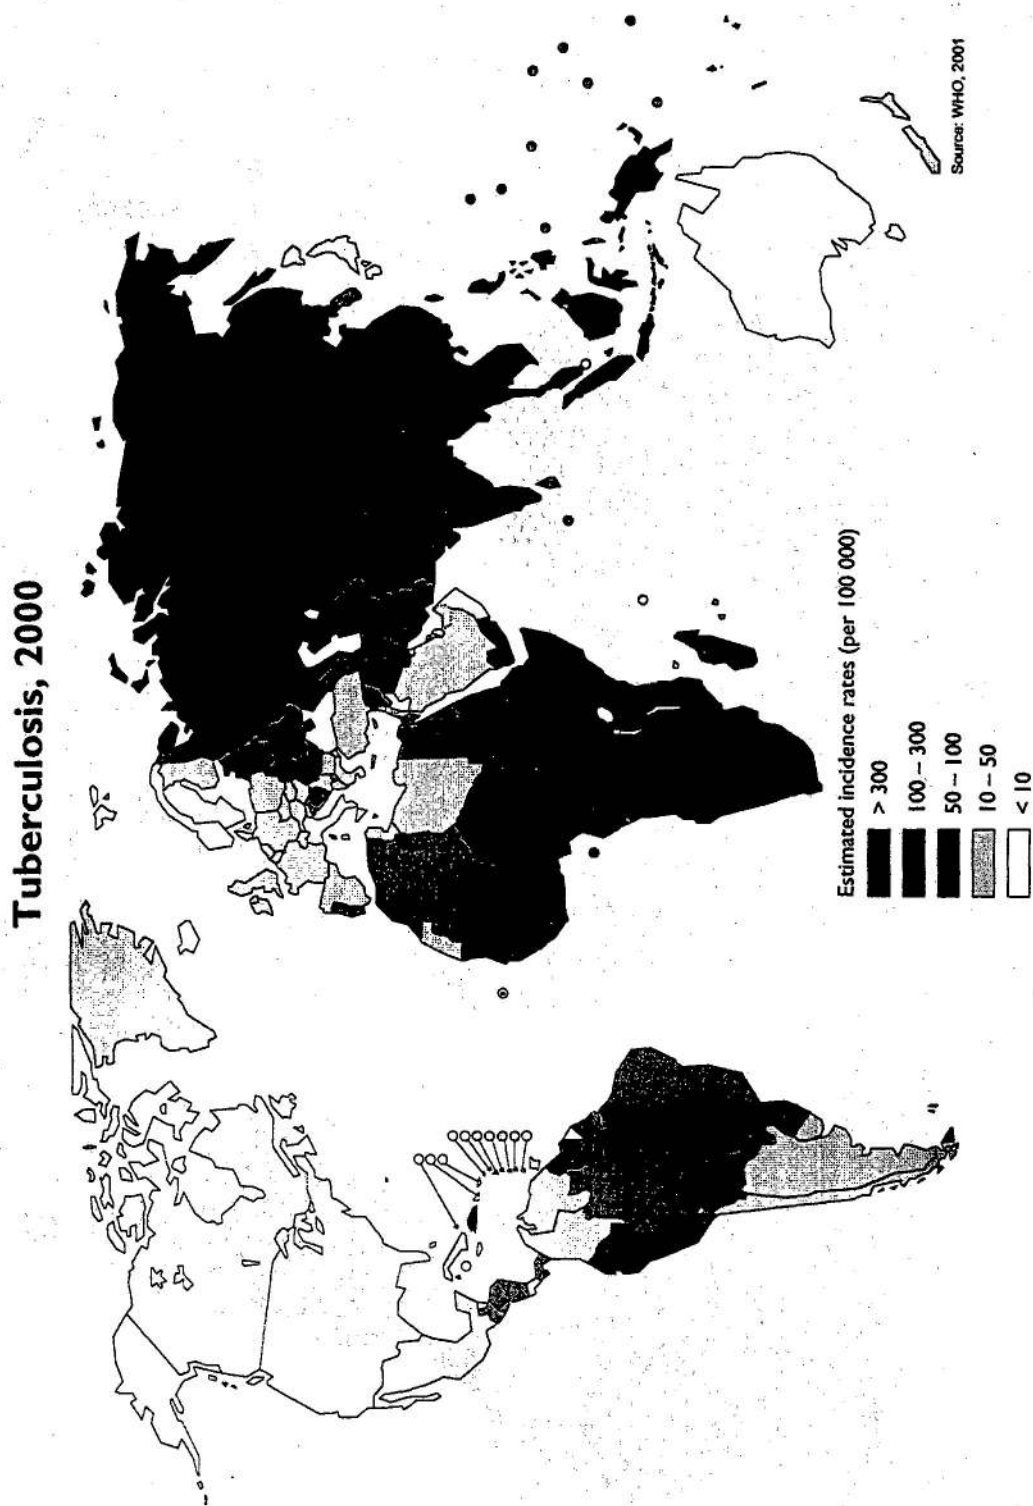 Tuberculosis, 2000
Estimated incidence rates (per 100 000)
> 300
100 – 300
50 – 100
10 – 50
< 10
Source: WHO, 2001